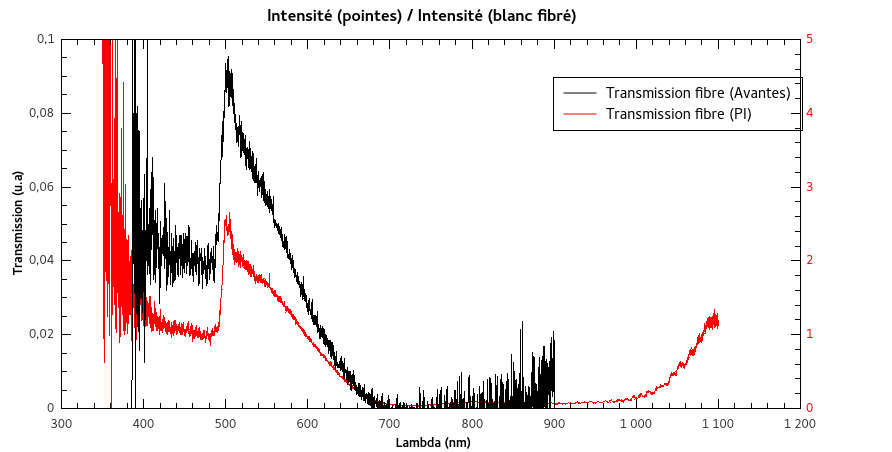 Intensité (pointes) / Intensité (blanc fibré)
0,1
0,08
0,06
0,04
0,02
0
Transmission (u.a)
5
4
3
2
1
0
Transmission fibre (Avantes)
Transmission fibre (PI)
300 400 500 600 700 800 900 1 000 1 100 1 200
Lambda (nm)